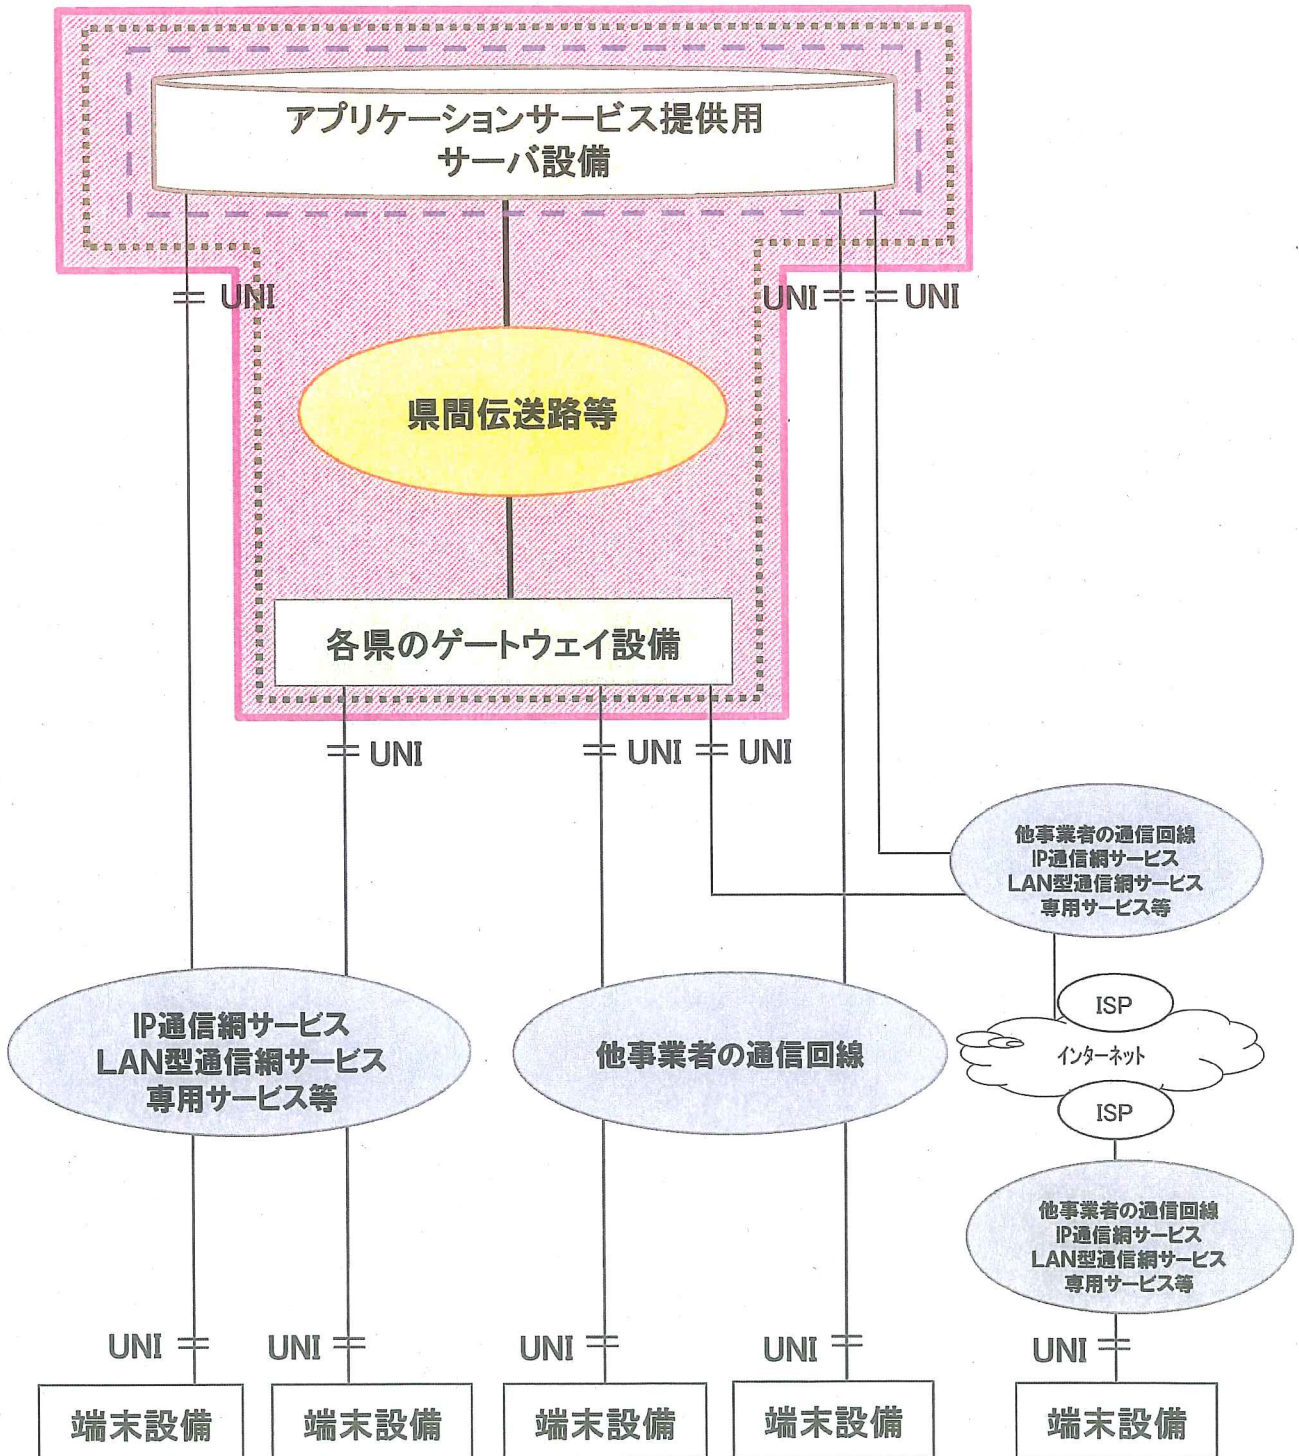 アプリケーションサービス提供用
サーバ設備
UNI
UNI
UNI
県間伝送路等
各県のゲートウェイ設備
UNI
UNI
UNI
他事業者の通信回線
IP通信網サービス
LAN型通信網サービス
専用サービス等
IP通信網サービス
LAN型通信網サービス
専用サービス等
他事業者の通信回線
ISP
インターネット
ISP
他事業者の通信回線
IP通信網サービス
LAN型通信網サービス
専用サービス等
UNI
UNI
UNI
UNI
UNI
端末設備
端末設備
端末設備
端末設備
端末設備